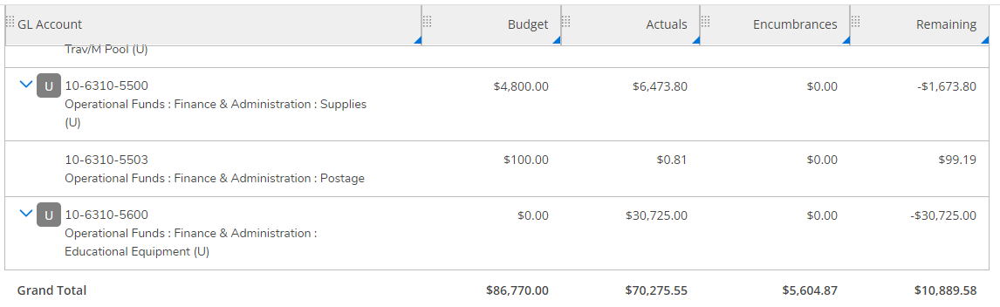 GL Account Budget Actuals Encumbrances Remaining
Trav/M Pool (U)
U 10-6310-5500 $4,800.00 $6,473.80 $0.00 -$1,673.80
Operational Funds : Finance & Administration : Supplies
(U)
10-6310-5503 $100.00 $0.81 $0.00 $99.19
Operational Funds : Finance & Administration : Postage
U 10-6310-5600 $0.00 $30,725.00 $0.00 -$30,725.00
Operational Funds : Finance & Administration :
Educational Equipment (U)
Grand Total $86,770.00 $70,275.55 $5,604.87 $10,889.58